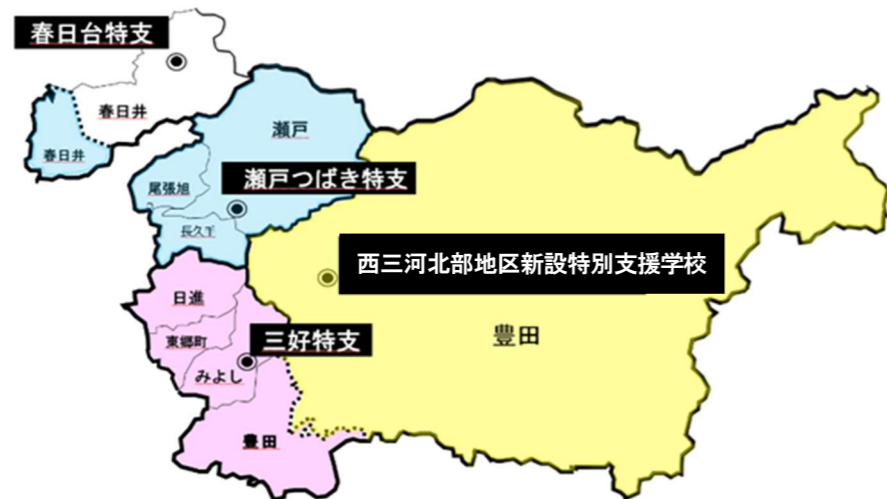 春日台特支
春日井
春日井
瀬戸
尾張旭
瀬戸つばき特支
長久手
西三河北部地区新設特別支援学校
日進
豊田
東郷町
三好特支
みよし
豊田